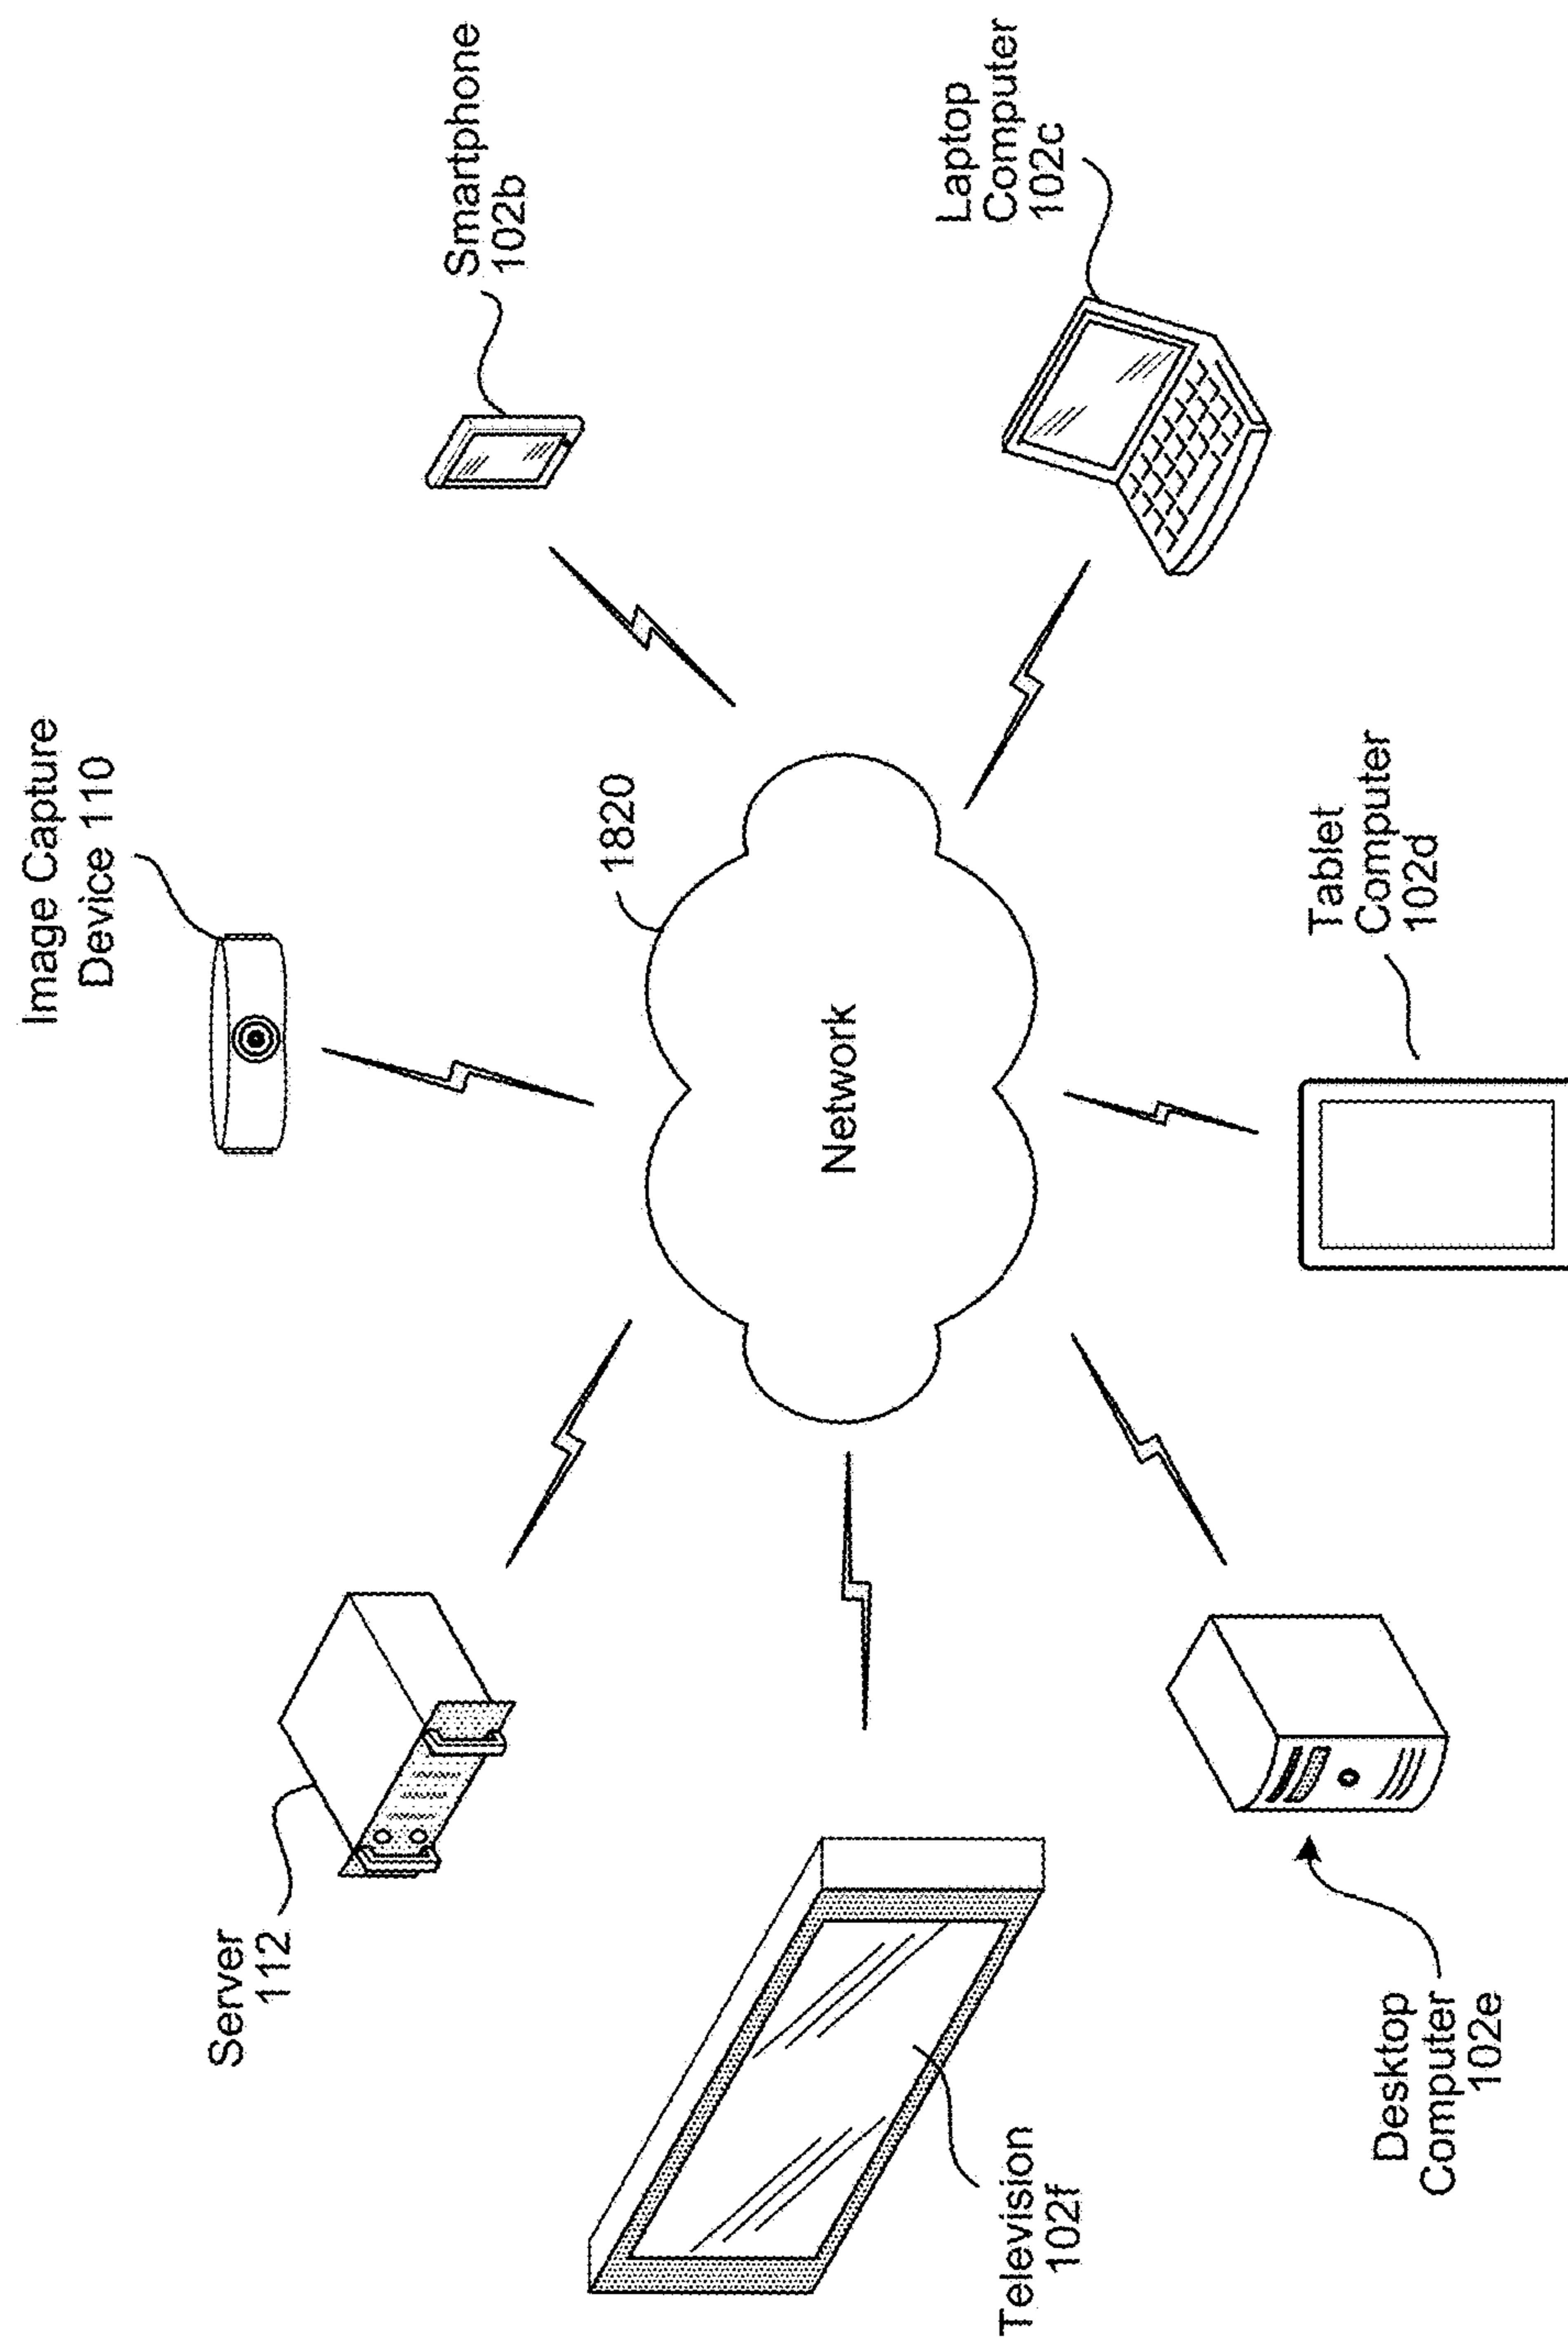 Image Capture
Device 110
Smartphone
102b
Server
112
1820
Network
Laptop
Computer
102c
Television
102f
Tablet
Computer
102d
Desktop
Computer
102e